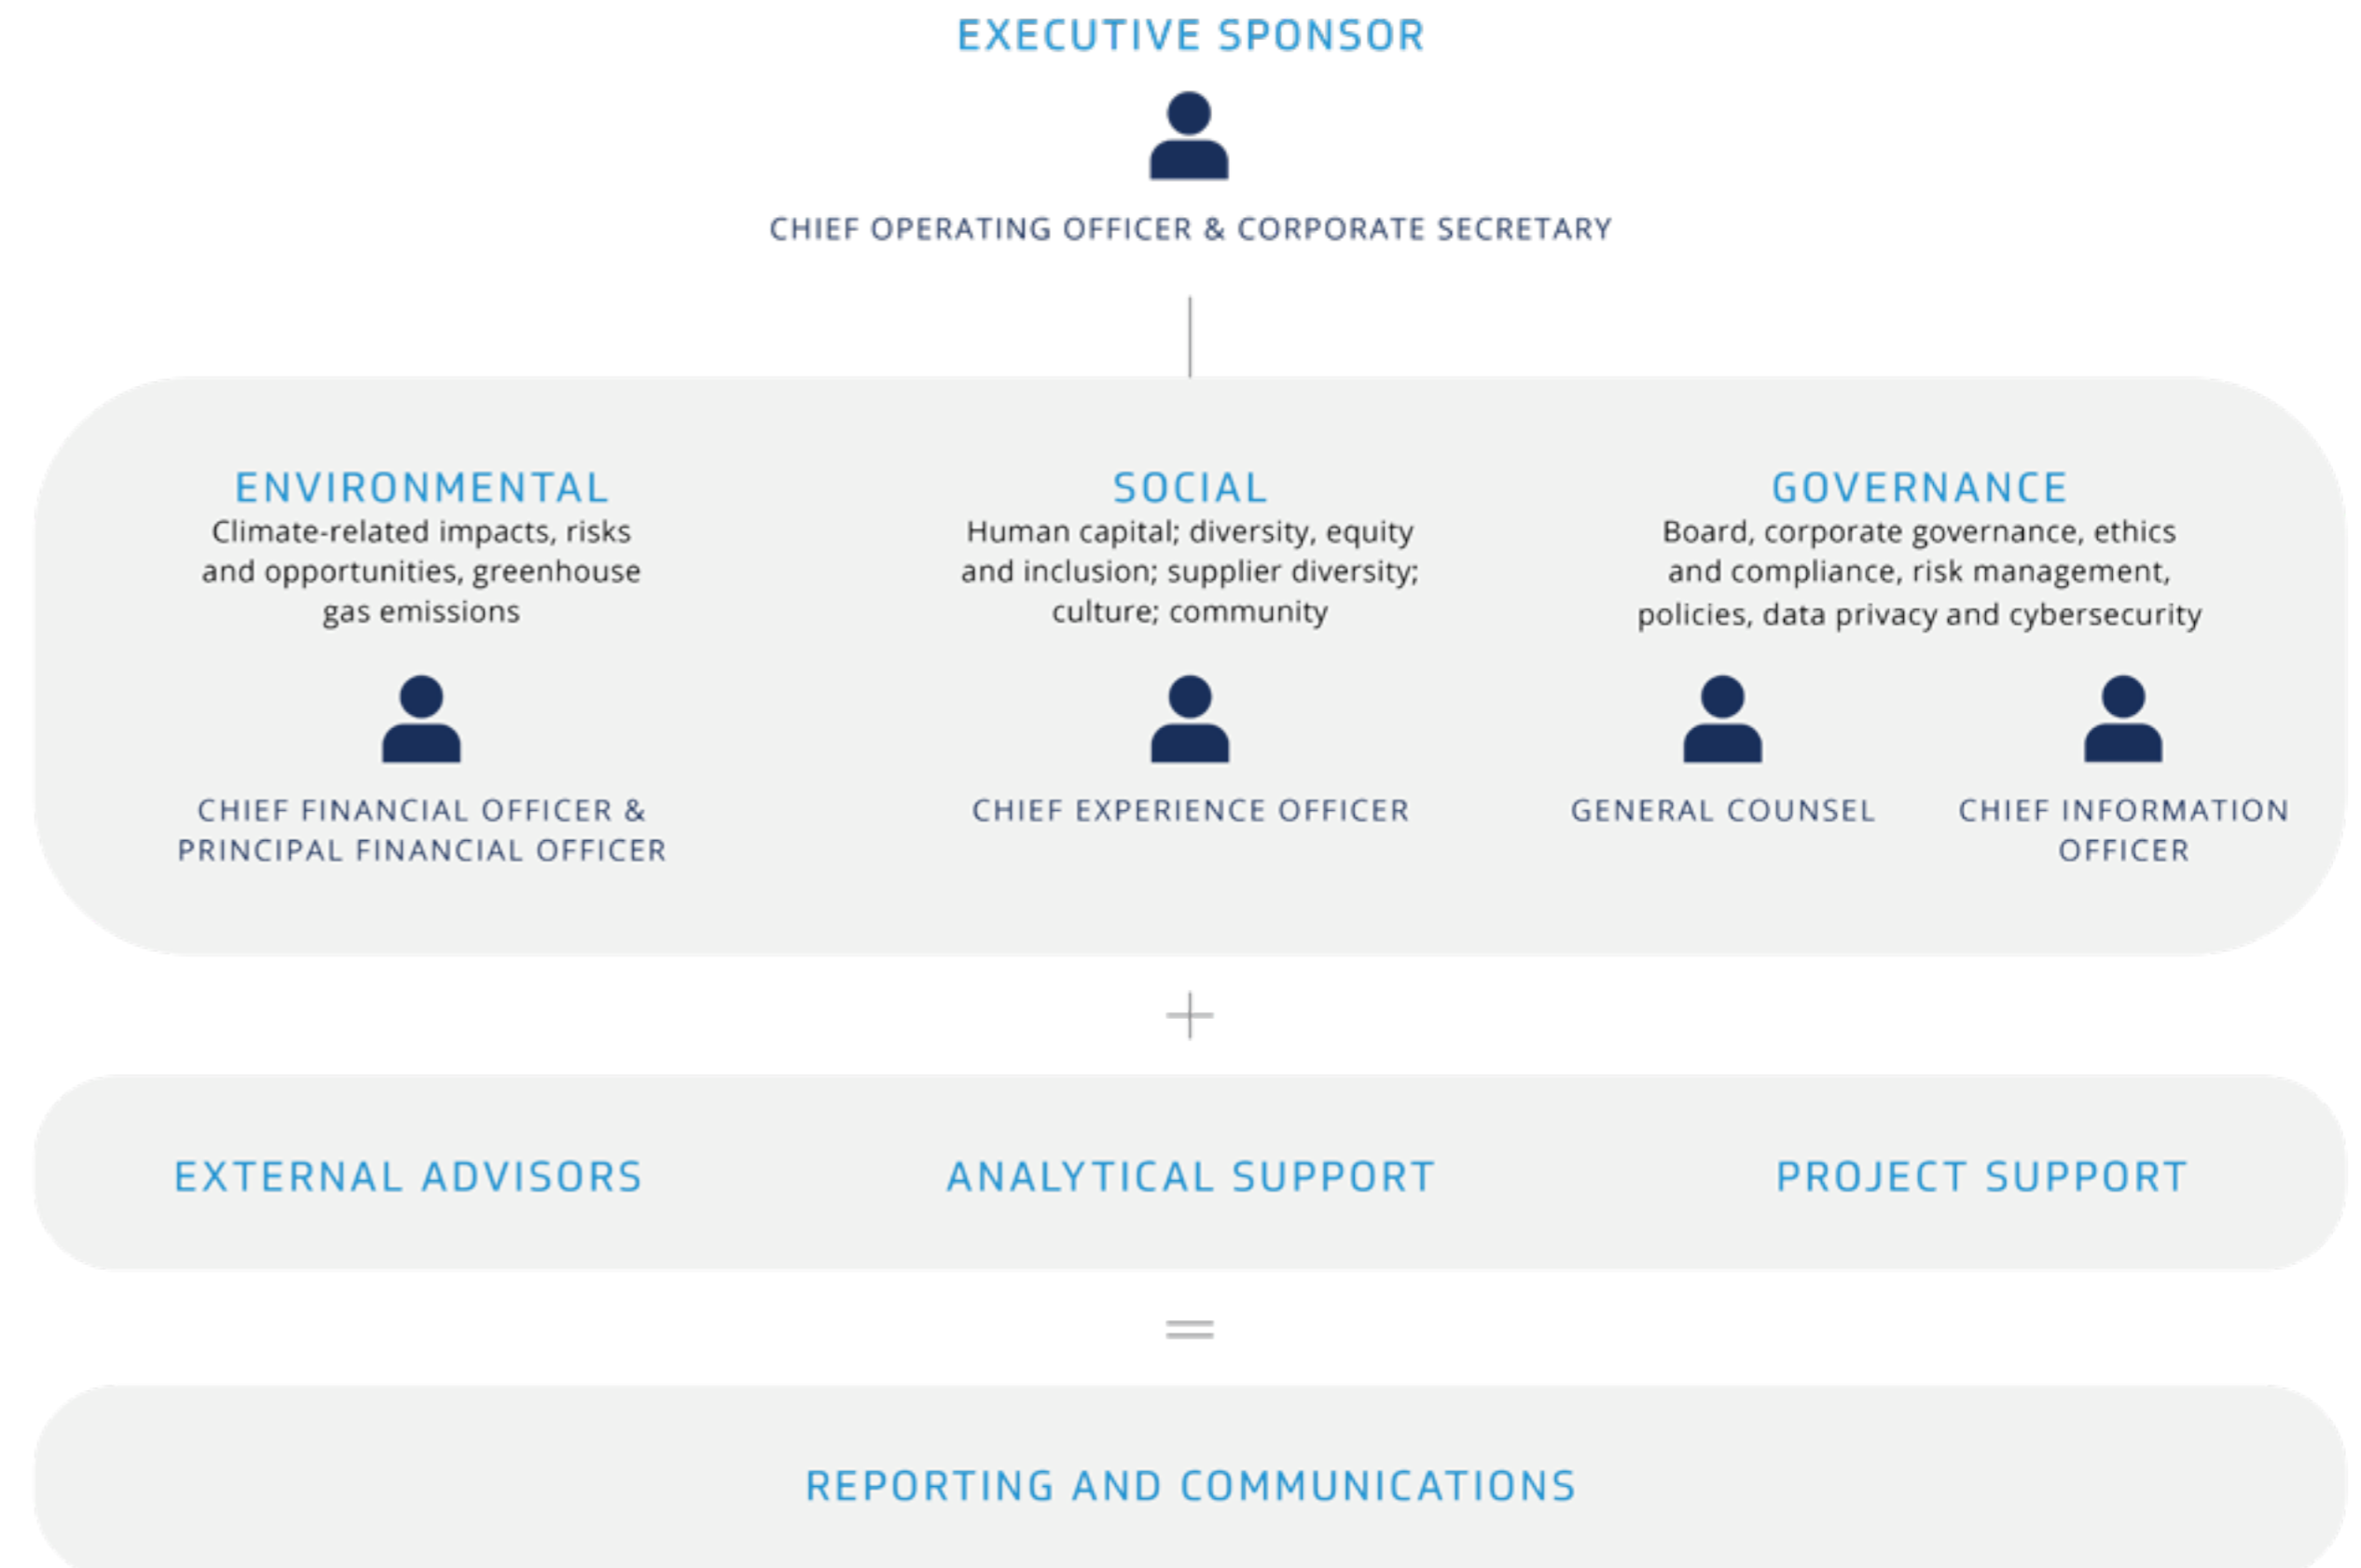 EXECUTIVE SPONSOR
CHIEF OPERATING OFFICER & CORPORATE SECRETARY
ENVIRONMENTAL
Climate-related impacts, risks
and opportunities, greenhouse
gas emissions
CHIEF FINANCIAL OFFICER &
PRINCIPAL FINANCIAL OFFICER
SOCIAL
Human capital; diversity, equity
and inclusion; supplier diversity;
culture; community
CHIEF EXPERIENCE OFFICER
GOVERNANCE
Board, corporate governance, ethics
and compliance, risk management,
policies, data privacy and cybersecurity
GENERAL COUNSEL
CHIEF INFORMATION
OFFICER
+
EXTERNAL ADVISORS
ANALYTICAL SUPPORT
PROJECT SUPPORT
=
REPORTING AND COMMUNICATIONS